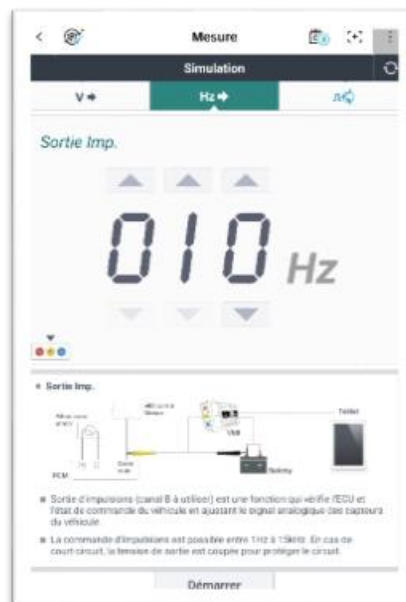 Mesure
Simulation
V
Hz
Sortie Imp.
010 Hz
Sortie Imp.
Tablet
VMI
Battery
PCM
Sortie d'impulsions (canal B à utiliser) est une fonction qui vérifie l'ECU et
l'état de commande du véhicule en ajustant le signal analogique des capteurs
du véhicule.
La commande d'impulsions est possible entre 1Hz à 15kHz. En cas de
court-circuit, la tension de sortie est coupée pour protéger le circuit.
Démarrer